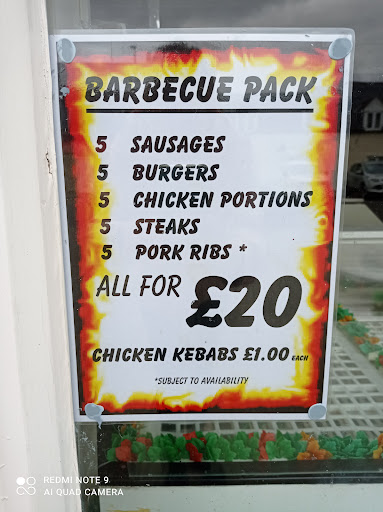 BARBECUE PACK
5 SAUSAGES
5 BURGERS
5 CHICKEN PORTIONS
5 STEAKS
5 PORK RIBS *
ALL FOR £20
CHICKEN KEBABS £1.00 EACH
*SUBJECT TO AVAILABILITY
REDMI NOTE 9
AI QUAD CAMERA